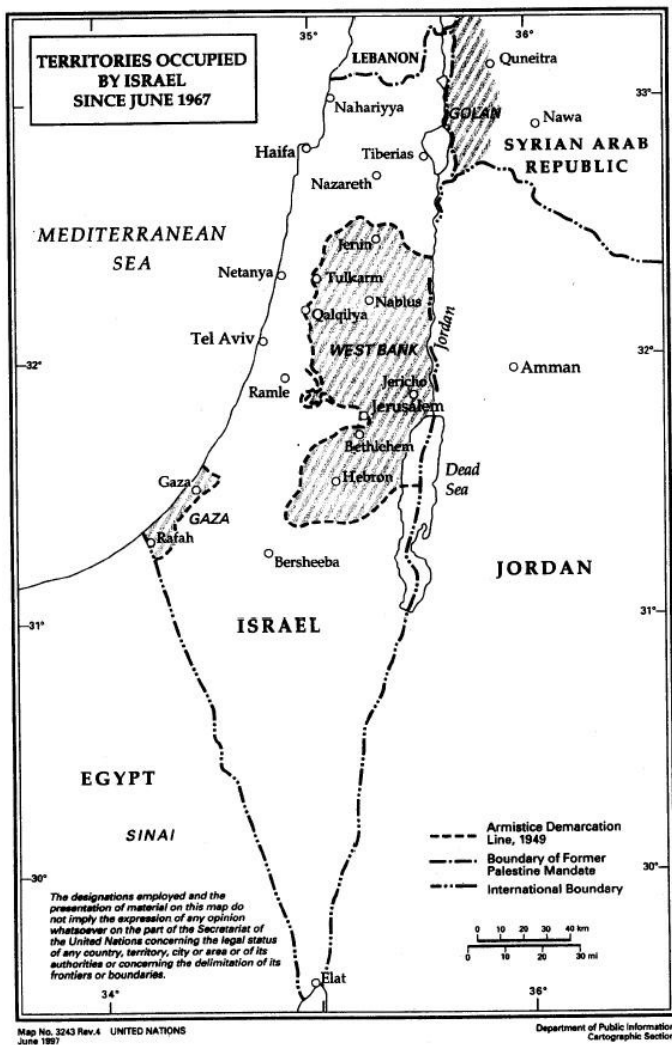 35°
36°
TERRITORIES OCCUPIED
BY ISRAEL
SINCE JUNE 1967
LEBANON
Quneitra
33°
Nahariyya
GOLAN
Nawa
Haifa
Tiberias
SYRIAN ARAB
REPUBLIC
Nazareth
MEDITERRANEAN
SEA
Jenin
Netanya
Tulkarm
Nablus
Qalqilya
Jordan
Tel Aviv
WEST BANK
32°
32°
Amman
Ramle
Jericho
Jerusalem
Bethlehem
Dead
Sea
Gaza
Hebron
GAZA
Rafah
Bersheeba
JORDAN
31°
ISRAEL
31°
EGYPT
SINAI
Armistice Demarcation
Line, 1949
Boundary of Former
Palestine Mandate
International Boundary
30°
30°
The designations employed and the
presentation of material on this map do
not imply the expression of any opinion
whatsoever on the part of the Secretariat of
the United Nations concerning the legal status
of any country, territory, city or area or of its
authorities or concerning the delimitation of its
frontiers or boundaries.
0 10 20 30 40 km
0 10 20 30 mi
Elat
34°
36°
Map No. 3243 Rev.4 UNITED NATIONS
June 1997
Department of Public Information
Cartographic Section